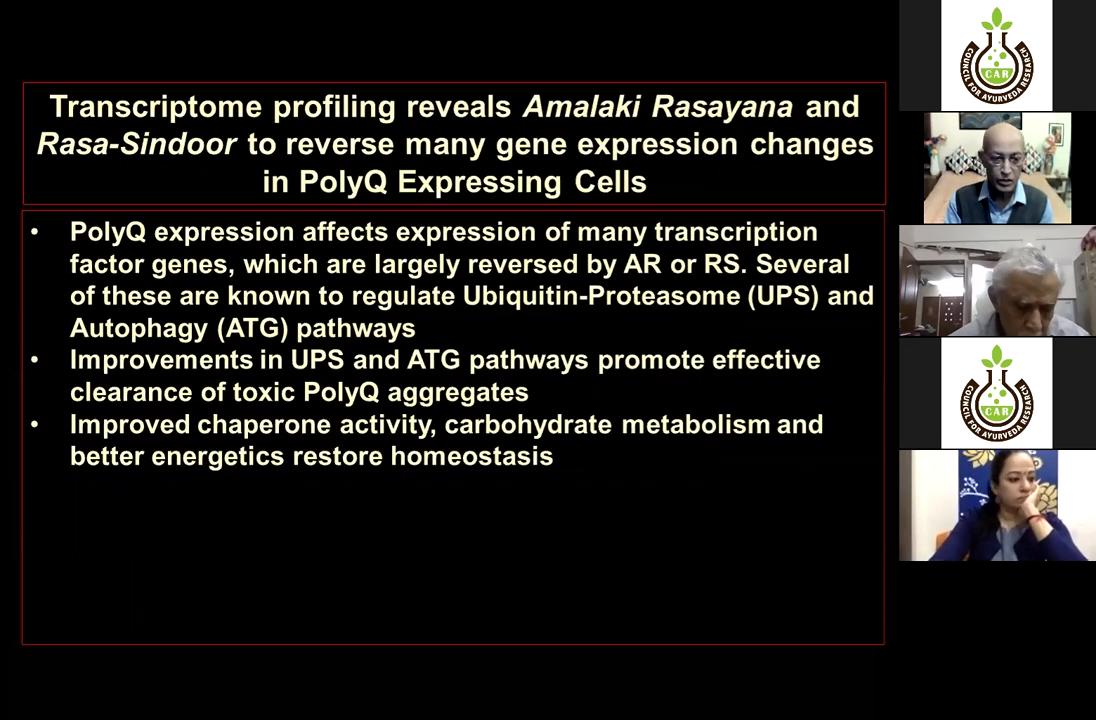 Transcriptome profiling reveals Amalaki Rasayana and
Rasa-Sindoor to reverse many gene expression changes
in PolyQ Expressing Cells
• PolyQ expression affects expression of many transcription
factor genes, which are largely reversed by AR or RS. Several
of these are known to regulate Ubiquitin-Proteasome (UPS) and
Autophagy (ATG) pathways
• Improvements in UPS and ATG pathways promote effective
clearance of toxic PolyQ aggregates
• Improved chaperone activity, carbohydrate metabolism and
better energetics restore homeostasis
CAR
COUNCIL FOR AYURVEDA RESEARCH
CAR
COUNCIL FOR AYURVEDA RESEARCH